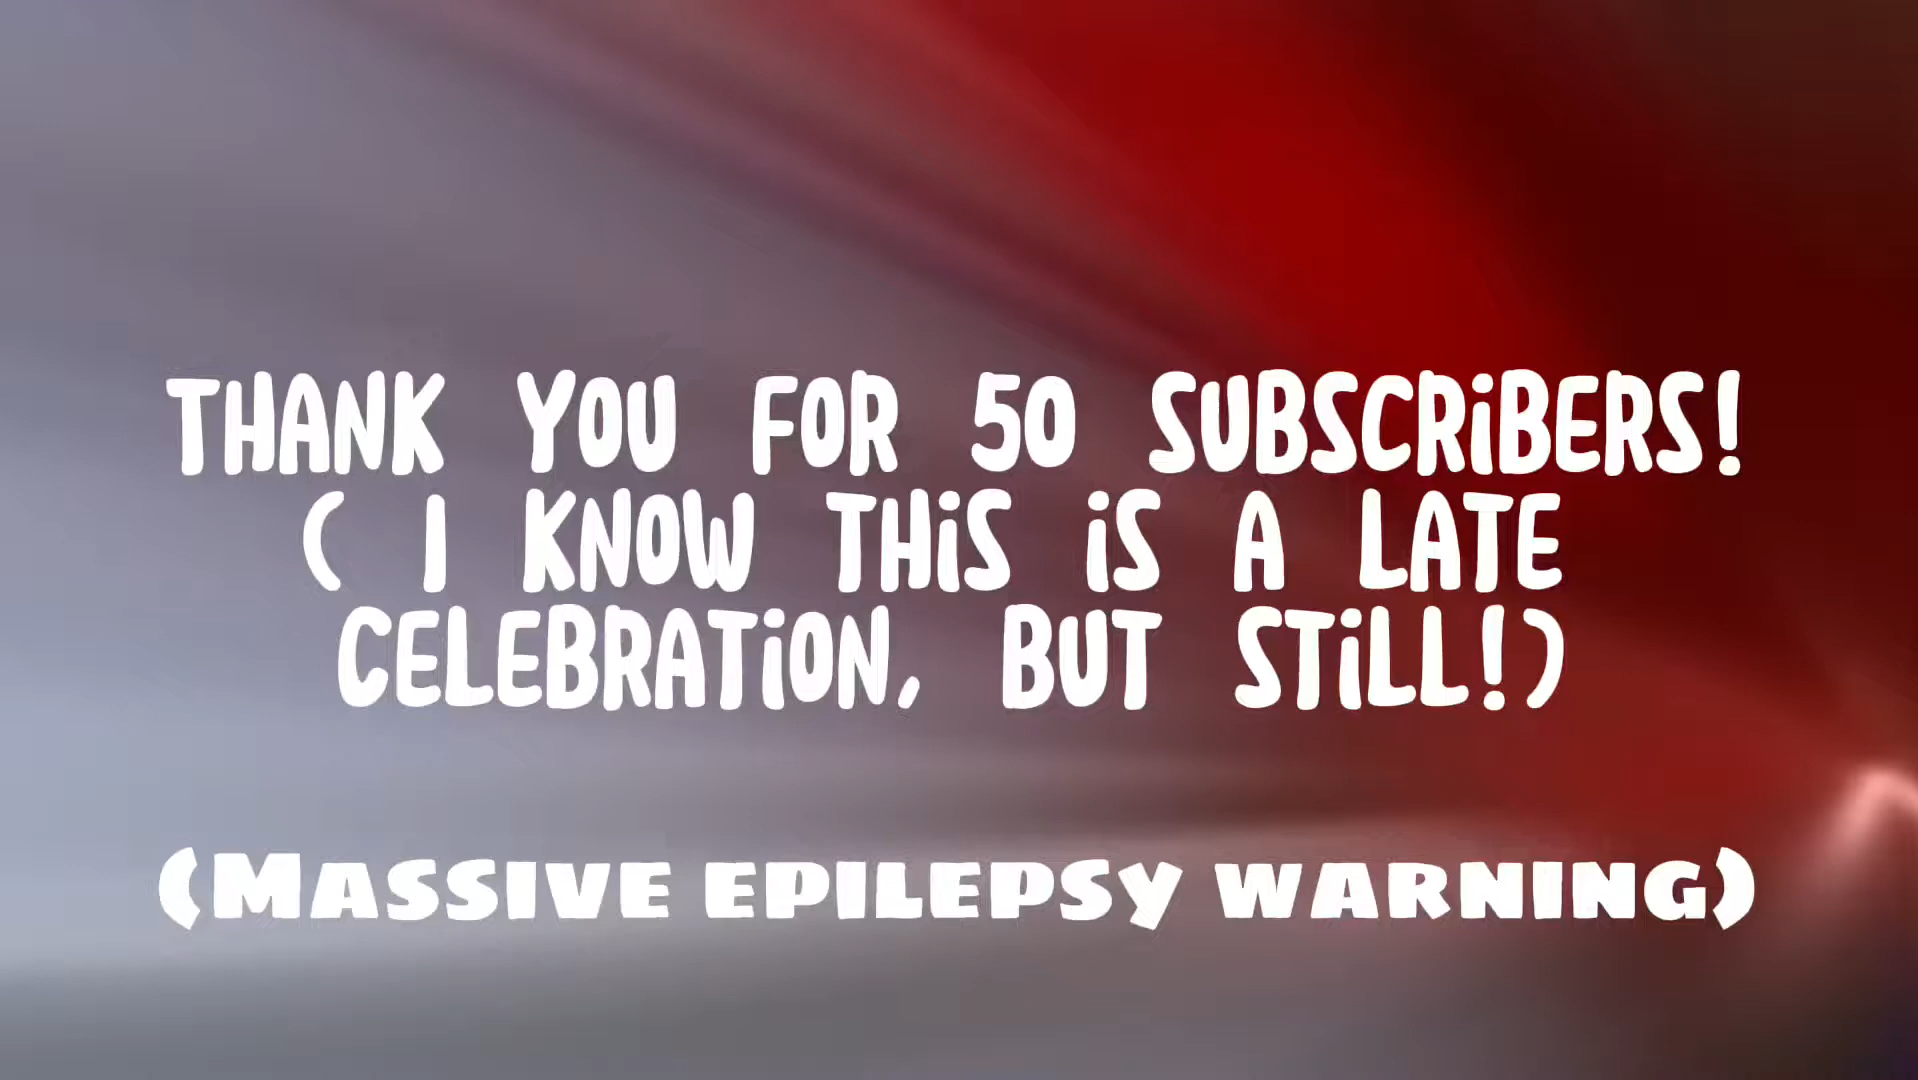 THANK YOU FOR 50 SUBSCRiBERS!
( I KNOW THiS iS A LATE
CELEBRATiON, BUT STiLL!)
(Massive epilepsy warning)